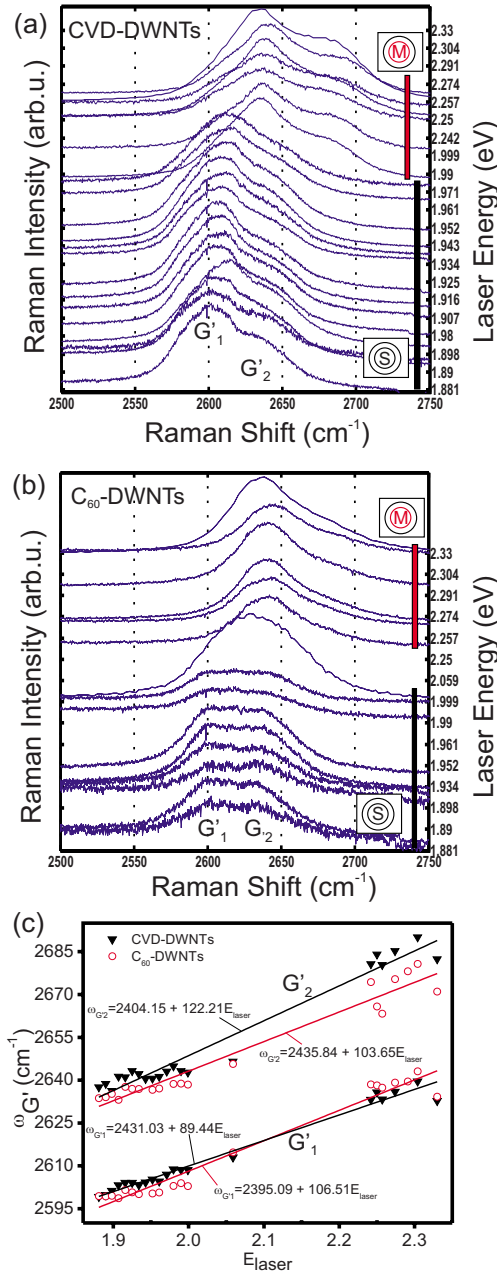 (a) CVD-DWNTs
M
2.33
2.304
2.291
2.274
2.257
2.25
2.242
1.999
1.99
1.971
1.961
1.952
1.943
1.934
1.925
1.916
1.907
1.98
1.898
1.89
1.881
Raman Intensity (arb.u.)
Laser Energy (eV)
G'1
G'2
S
2500 2550 2600 2650 2700 2750
Raman Shift (cm-1)
(b) C60-DWNTs
M
2.33
2.304
2.291
2.274
2.257
2.25
2.059
1.999
1.99
1.961
1.952
1.934
1.898
1.89
1.881
Raman Intensity (arb.u.)
Laser Energy (eV)
S
G'1 G2
2500 2550 2600 2650 2700 2750
Raman Shift (cm-1)
(c)
CVD-DWNTs
C60-DWNTs
G'2
ωG'2=2404.15 + 122.21Elaser
ωG'2=2435.84 + 103.65Elaser
ωG'1=2431.03 + 89.44Elaser
G'1
ωG'1=2395.09 + 106.51Elaser
ωG' (cm-1)
2685
2670
2655
2640
2625
2610
2595
1.9 2.0 2.1 2.2 2.3
Elaser